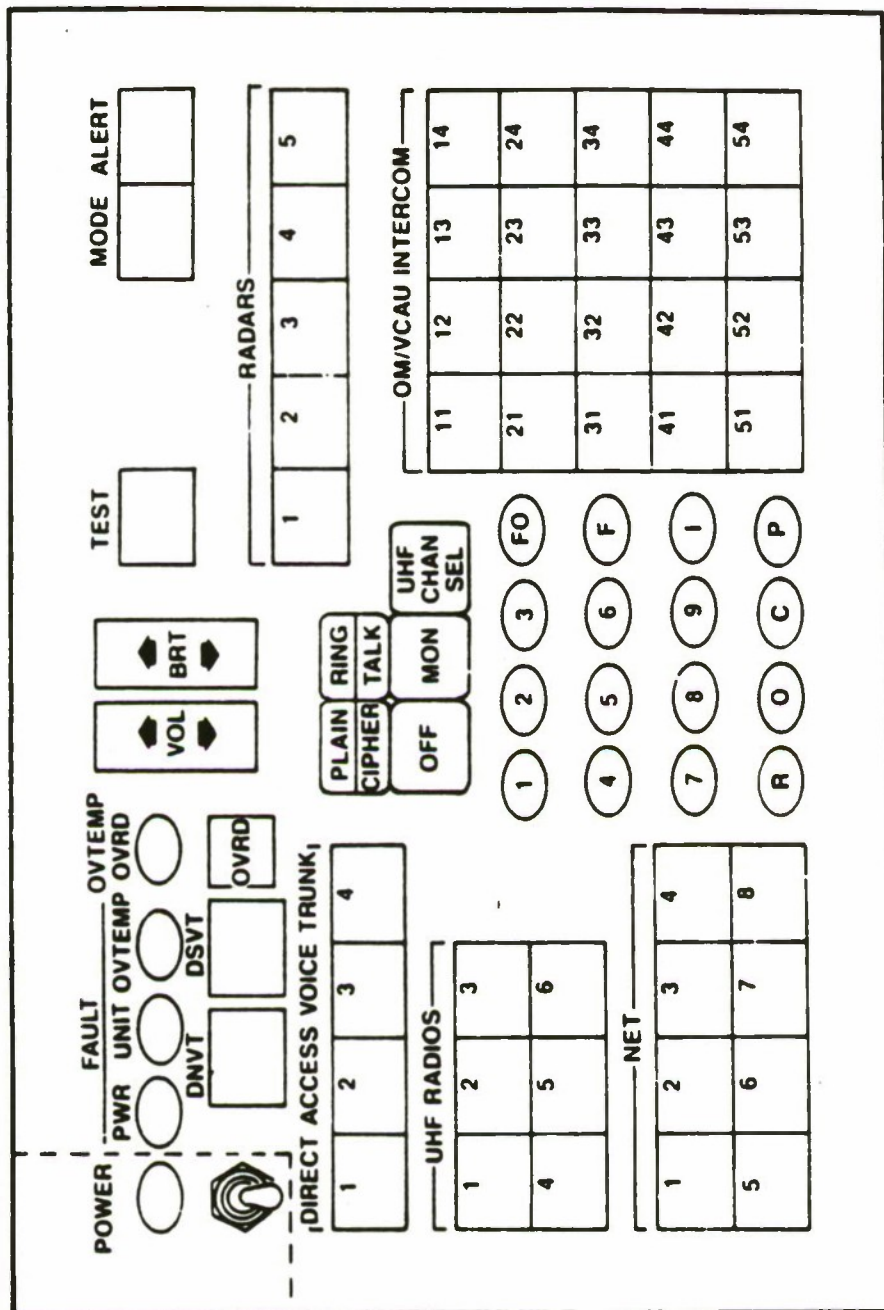 POWER
FAULT
PWR UNIT OVTEMP
OVTEMP
OVRD
DNVT DSVT
OVRD
VOL
BRT
TEST
MODE ALERT
DIRECT ACCESS VOICE TRUNK
1 2 3 4
UHF RADIOS
1 2 3
4 5 6
NET
1 2 3 4
5 6 7 8
PLAIN RING
CIPHER TALK
OFF MON
UHF
CHAN
SEL
1 2 3 FO
4 5 6 F
7 8 9 I
R O C P
RADARS
1 2 3 4 5
OM/VCAU INTERCOM
11 12 13 14
21 22 23 24
31 32 33 34
41 42 43 44
51 52 53 54